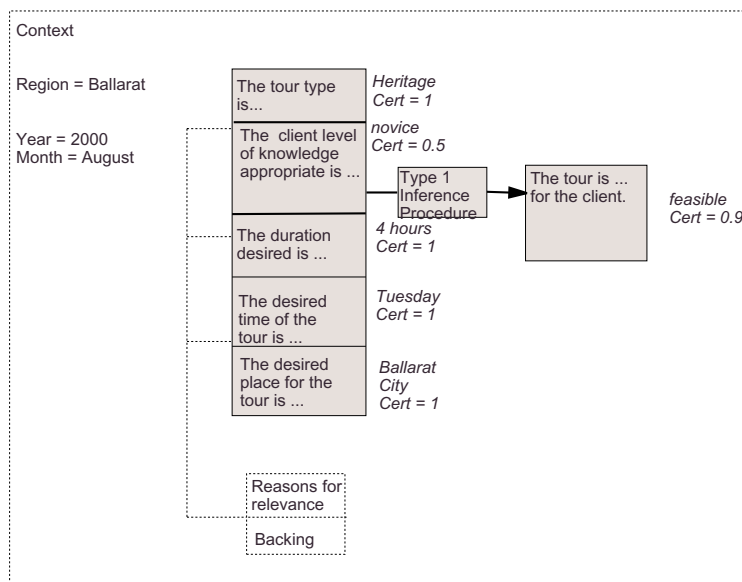 Context
Region = Ballarat
Year = 2000
Month = August
The tour type
is...
Heritage
Cert = 1
The client level
of knowledge
appropriate is ...
novice
Cert = 0.5
Type 1
Inference
Procedure
The tour is ...
for the client.
feasible
Cert = 0.9
The duration
desired is ...
4 hours
Cert = 1
The desired
time of the
tour is ...
Tuesday
Cert = 1
The desired
place for the
tour is ...
Ballarat
City
Cert = 1
Reasons for
relevance
Backing